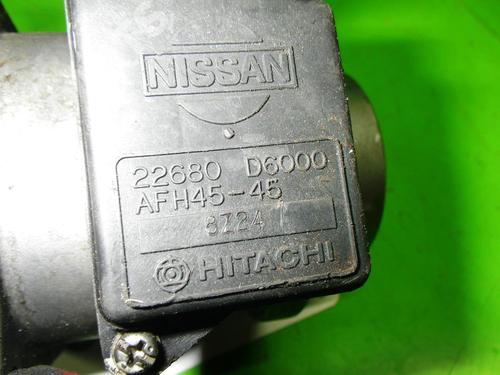 NISSAN
22680 D6000
AFH45-45
8Z24
HITACHI